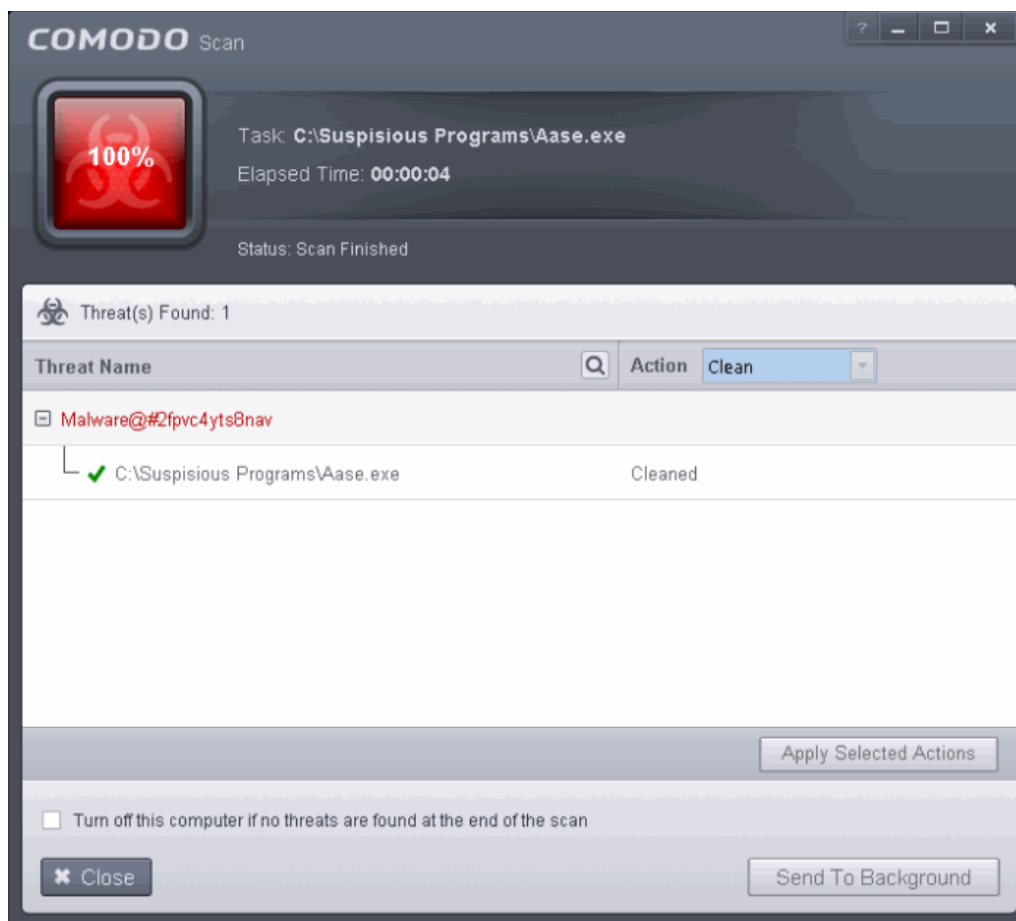 COMODO Scan
?
100%
Task: C:\Suspisious Programs\Aase.exe
Elapsed Time: 00:00:04
Status: Scan Finished
Threat(s) Found: 1
Threat Name Action Clean
Malware@#2fpvc4yts8nav
C:\Suspisious Programs\Aase.exe Cleaned
Apply Selected Actions
Turn off this computer if no threats are found at the end of the scan
Close Send To Background